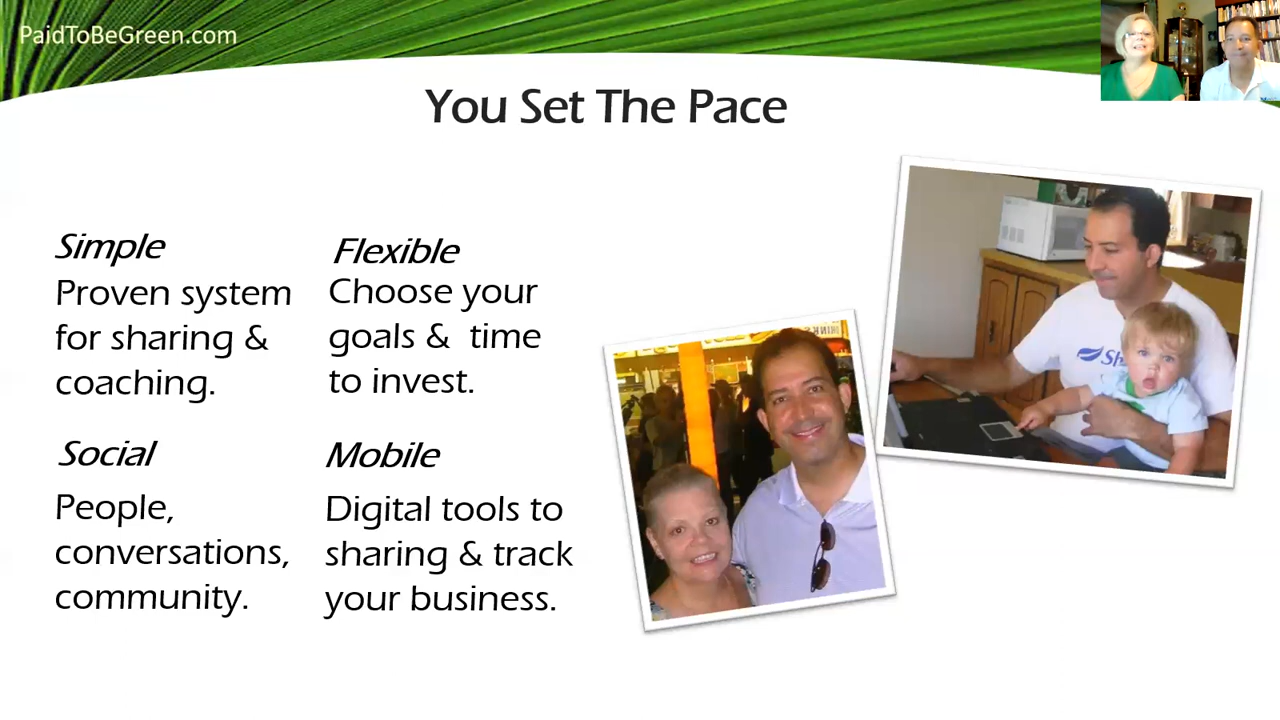 PaidToBeGreen.com
You Set The Pace
Simple
Proven system
for sharing &
coaching.
Flexible
Choose your
goals & time
to invest.
Social
People,
conversations,
community.
Mobile
Digital tools to
sharing & track
your business.